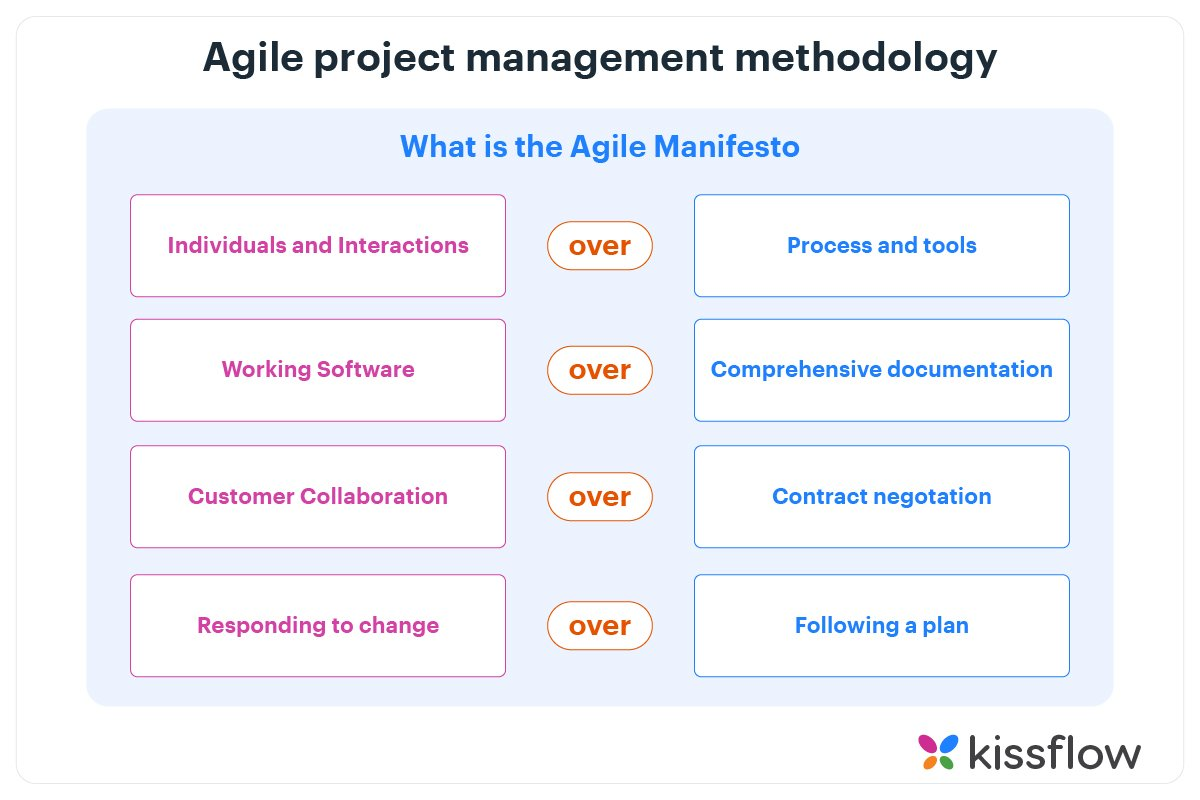 Agile project management methodology
What is the Agile Manifesto
Individuals and Interactions
over
Process and tools
Working Software
over
Comprehensive documentation
Customer Collaboration
over
Contract negotation
Responding to change
over
Following a plan
kissflow